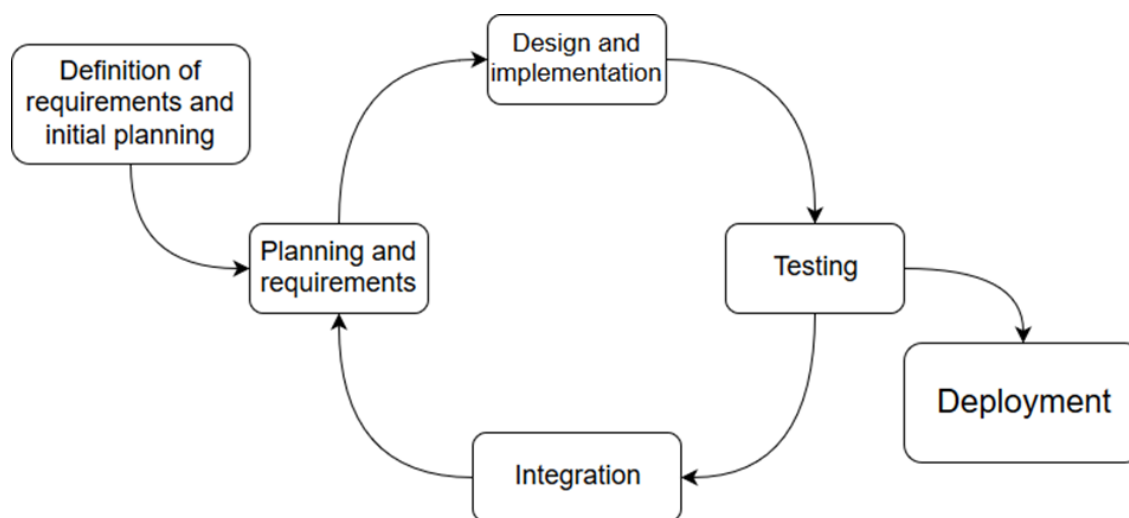 Definition of
requirements and
initial planning
Design and
implementation
Planning and
requirements
Testing
Deployment
Integration